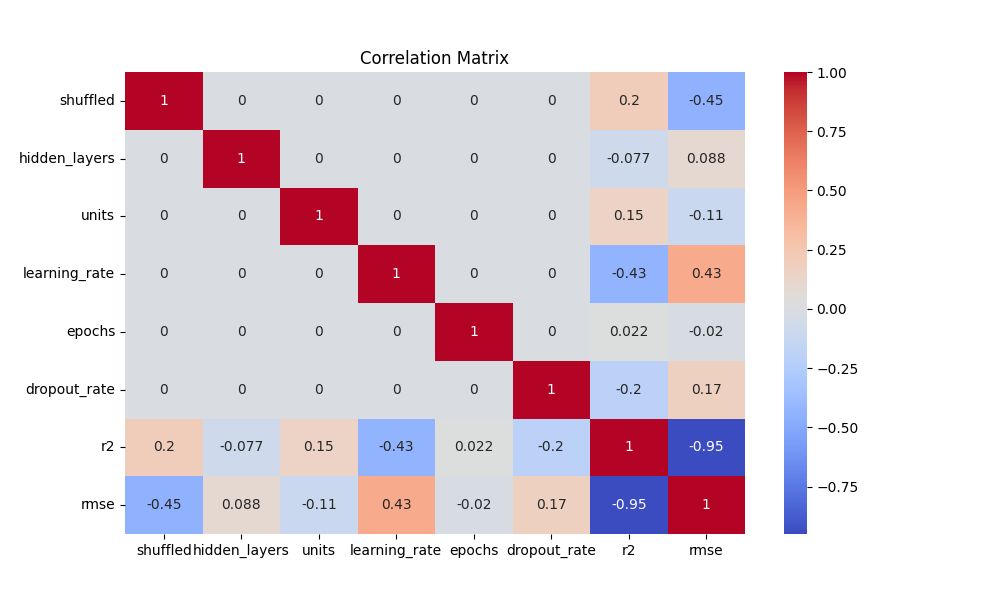 Correlation Matrix
shuffled 1 0 0 0 0 0 0.2 -0.45
hidden_layers 0 1 0 0 0 0 -0.077 0.088
units 0 0 1 0 0 0 0.15 -0.11
learning_rate 0 0 0 1 0 0 -0.43 0.43
epochs 0 0 0 0 1 0 0.022 -0.02
dropout_rate 0 0 0 0 0 1 -0.2 0.17
r2 0.2 -0.077 0.15 -0.43 0.022 -0.2 1 -0.95
rmse -0.45 0.088 -0.11 0.43 -0.02 0.17 -0.95 1
shuffled hidden_layers units learning_rate epochs dropout_rate r2 rmse
1.00
0.75
0.50
0.25
0.00
−0.25
−0.50
−0.75